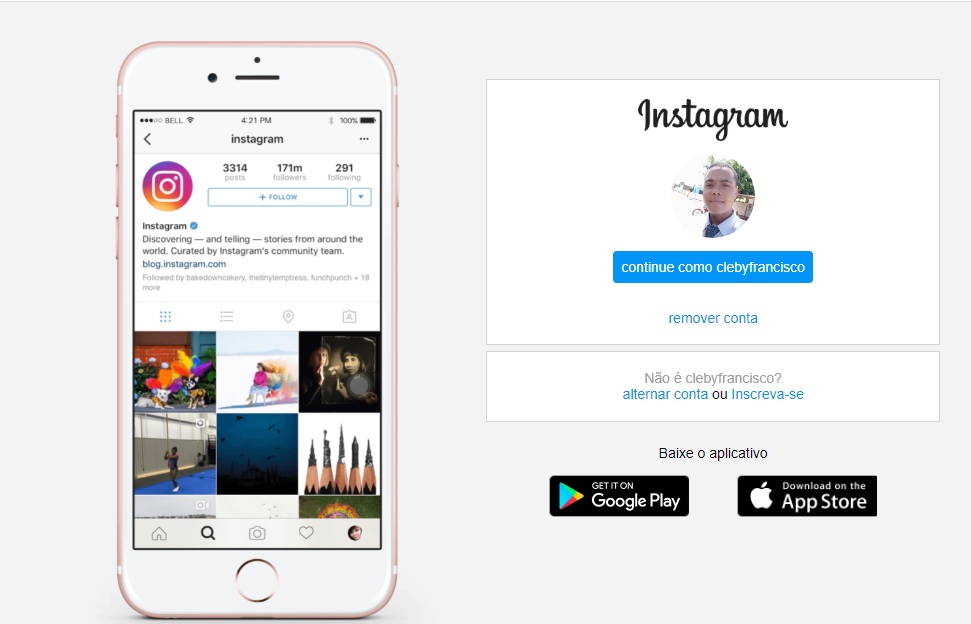 ●●●○○ BELL
4:21 PM
100%
instagram
•••
3314
posts
171m
followers
291
following
+ FOLLOW
Instagram
Discovering — and telling — stories from around the
world. Curated by Instagram's community team.
blog.instagram.com
Followed by bakedowncakery, thetinytemptress, funchpunch + 18
more
Instagram
continue como clebyfrancisco
remover conta
Não é clebyfrancisco?
alternar conta ou Inscreva-se
Baixe o aplicativo
GET IT ON
Google Play
Download on the
App Store